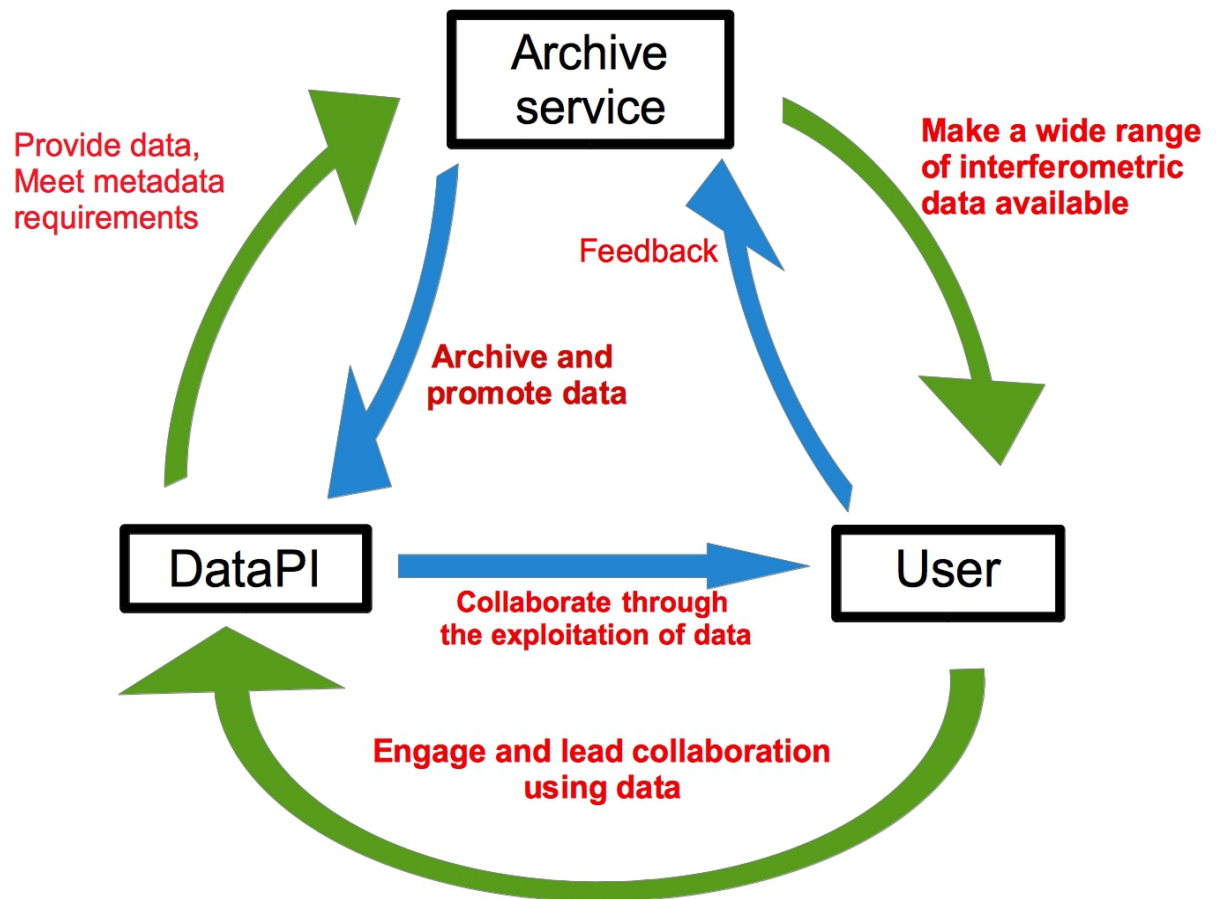 Archive
service
Provide data,
Meet metadata
requirements
Make a wide range
of interferometric
data available
Feedback
Archive and
promote data
DataPI
User
Collaborate through
the exploitation of data
Engage and lead collaboration
using data